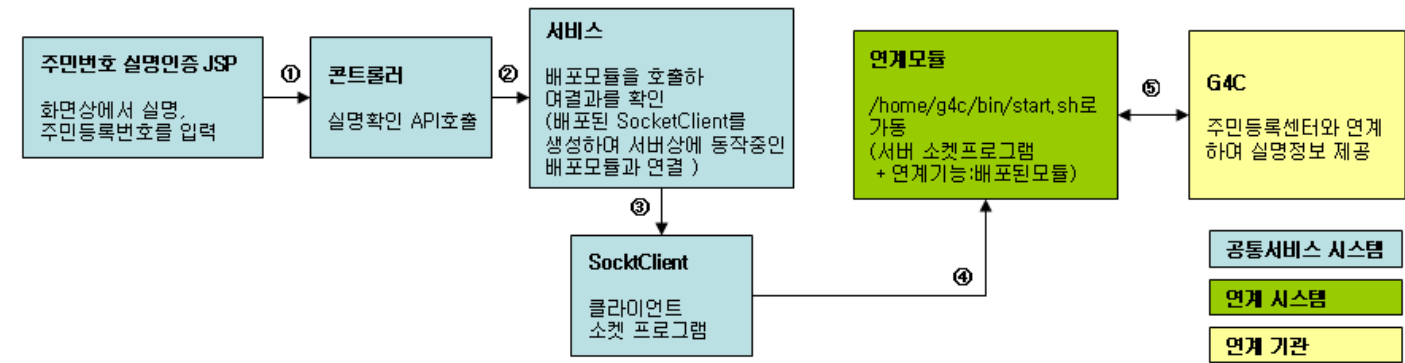 주민번호 실명인증 JSP
화면상에서 실명,
주민등록번호를 입력
①
콘트롤러
실명확인 API호출
②
서비스
배포모듈을 호출하
여결과를 확인
(배포된 SocketClient를
생성하여 서버상에 동작중인
배포모듈과 연결 )
③
SocktClient
클라이언트
소켓 프로그램
④
연계모듈
/home/g4c/bin/start.sh로
가동
(서버 소켓프로그램
+ 연계기능:배포된모듈)
⑤
G4C
주민등록센터와 연계
하여 실명정보 제공
공통서비스 시스템
연계 시스템
연계 기관